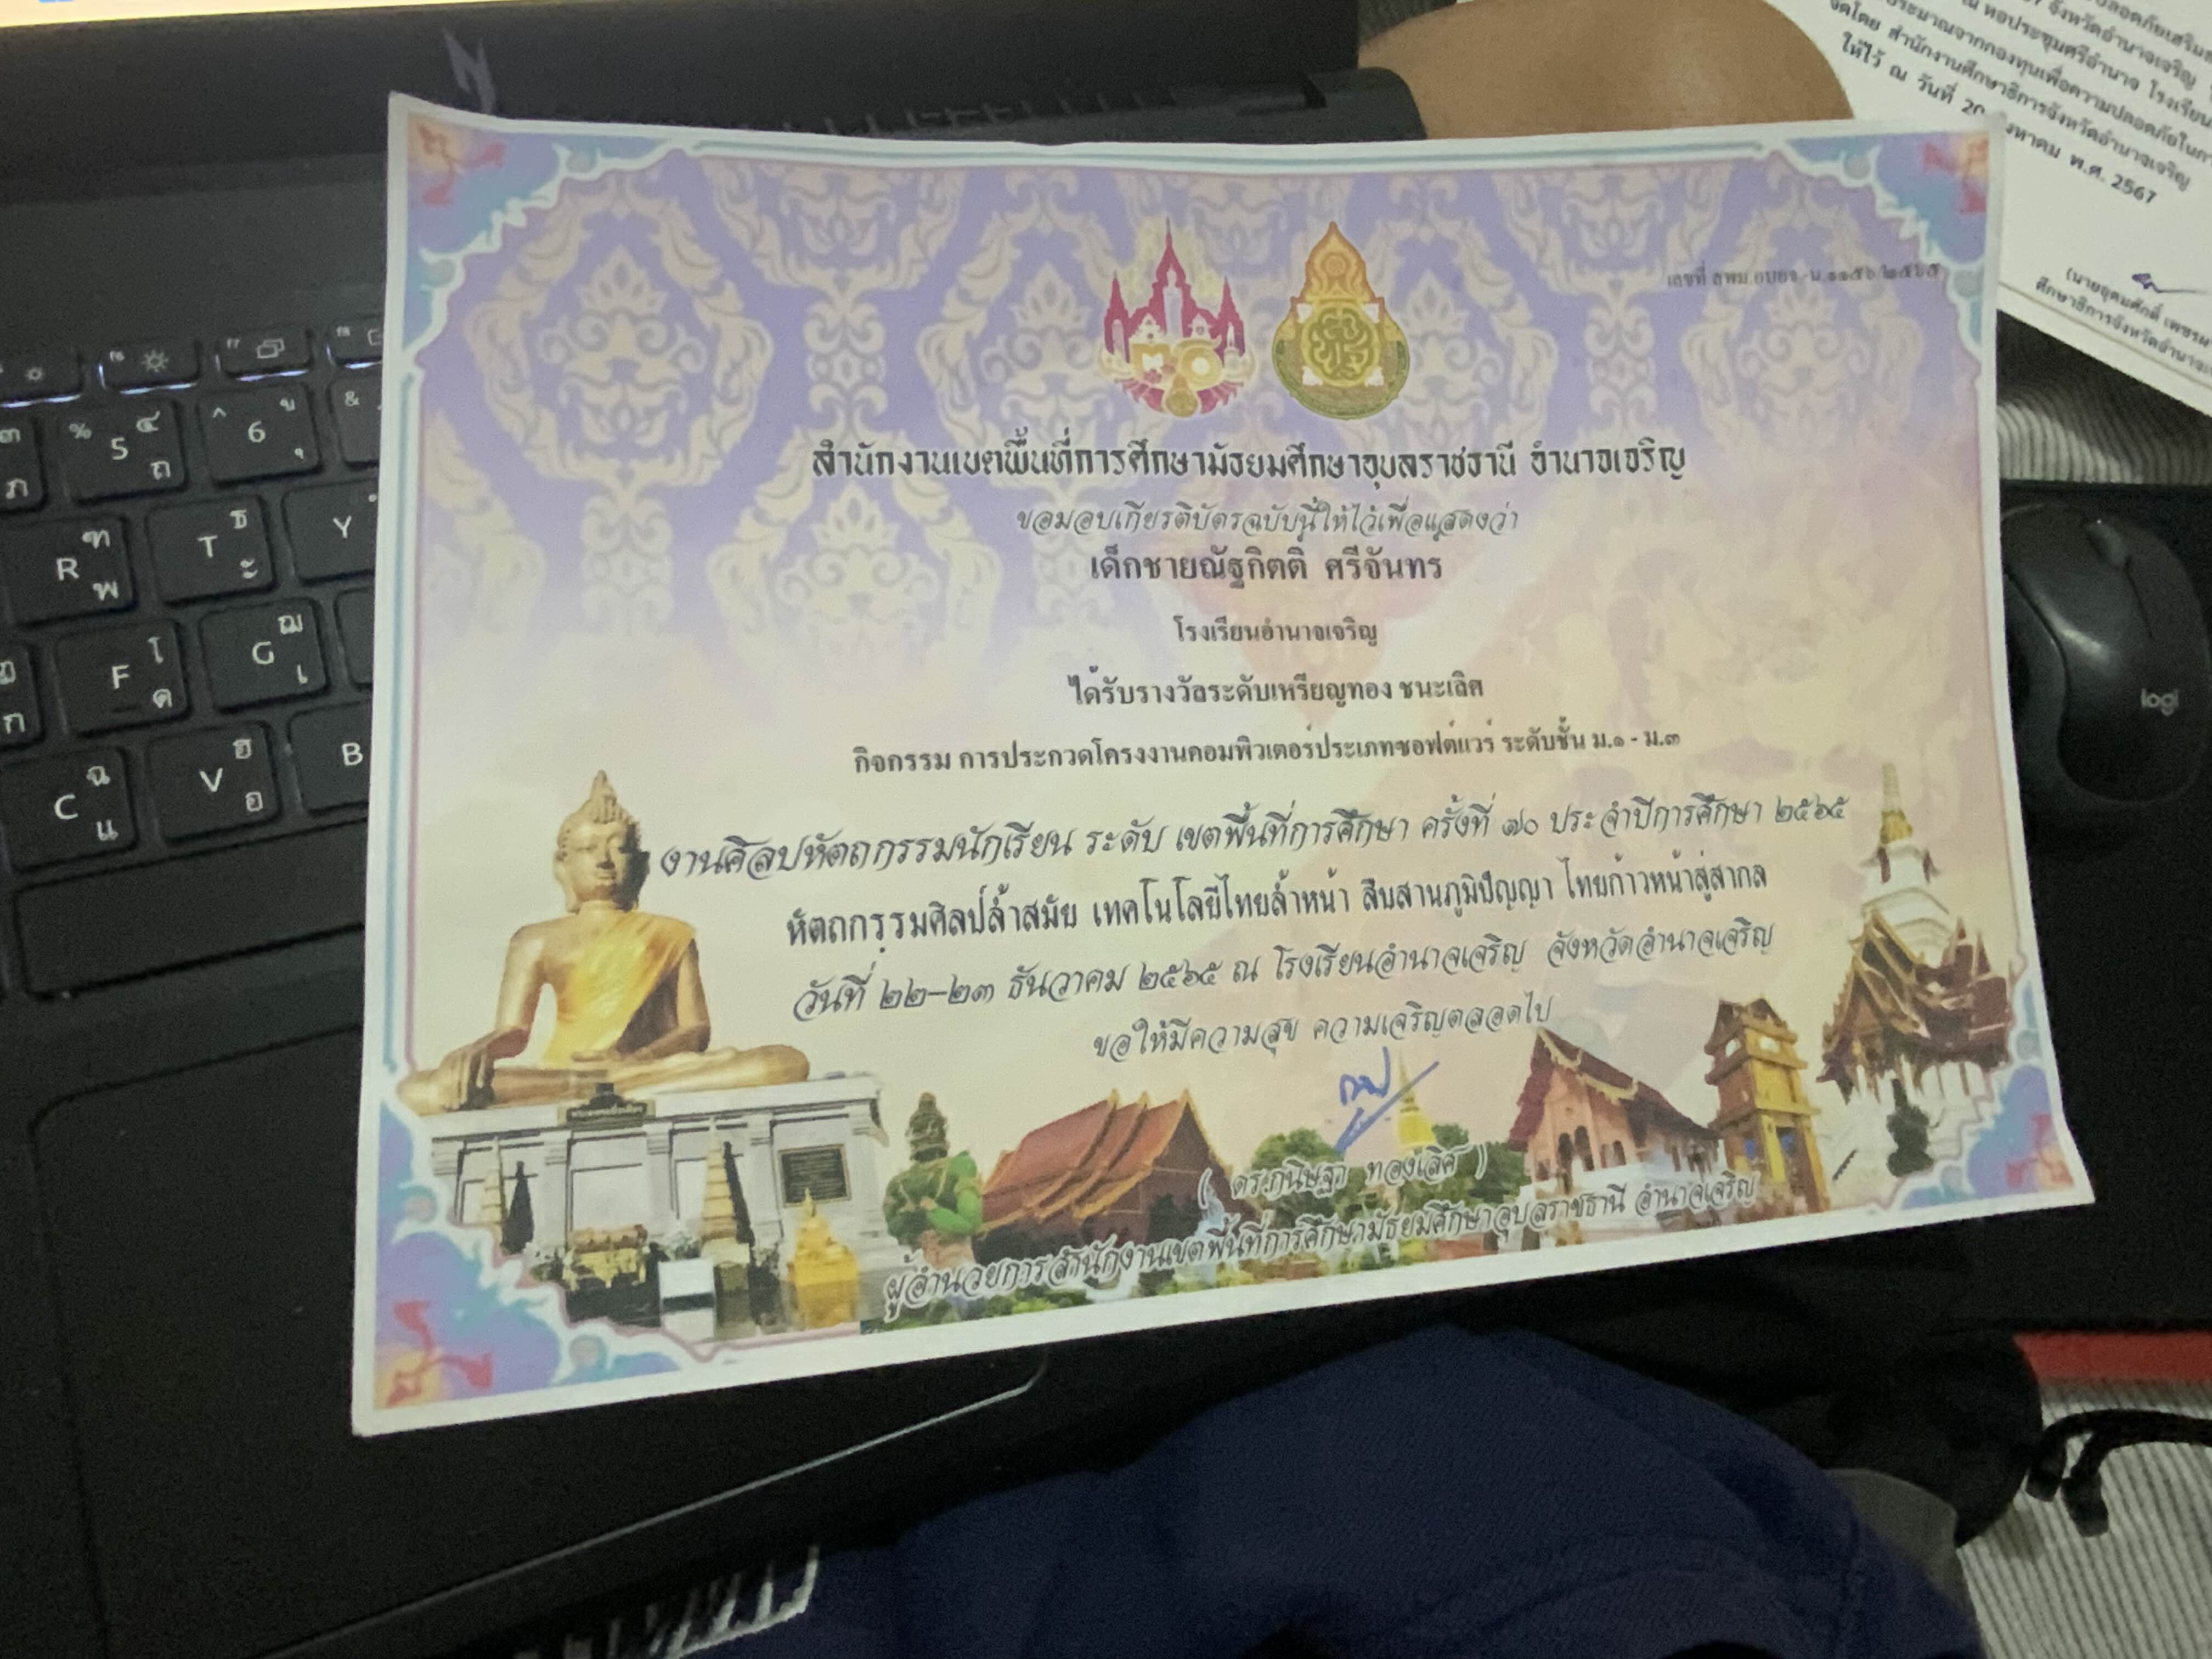 เลขที่ สพม.อบอจ.-น.๑๑๕๖/๒๕๖๕
สำนักงานเขตพื้นที่การศึกษามัธยมศึกษาอุบลราชธานี อำนาจเจริญ
ขอมอบเกียรติบัตรฉบับนี้ให้ไว้เพื่อแสดงว่า
เด็กชายณัฐกิตติ์ ศรีจันทร
โรงเรียนอำนาจเจริญ
ได้รับรางวัลระดับเหรียญทอง ชนะเลิศ
กิจกรรม การประกวดโครงงานคอมพิวเตอร์ประเภทซอฟต์แวร์ ระดับชั้น ม.๑ - ม.๓
งานศิลปหัตถกรรมนักเรียน ระดับ เขตพื้นที่การศึกษา ครั้งที่ ๗๐ ประจำปีการศึกษา ๒๕๖๕
หัตถกรรมศิลป์ล้ำสมัย เทคโนโลยีไทยล้ำหน้า สืบสานภูมิปัญญา ไทยก้าวหน้าสู่สากล
วันที่ ๒๒–๒๓ ธันวาคม ๒๕๖๕ ณ โรงเรียนอำนาจเจริญ จังหวัดอำนาจเจริญ
ขอให้มีความสุข ความเจริญตลอดไป
( ดร.กนิษฐา ทองเลิศ )
ผู้อำนวยการสำนักงานเขตพื้นที่การศึกษามัธยมศึกษาอุบลราชธานี อำนาจเจริญ
จังหวัดอำนาจเจริญ
ณ หอประชุมศรีอำนาจ โรงเรียน
ประมาณจากกองทุนเพื่อความปลอดภัยในกา
จัดโดย สำนักงานศึกษาธิการจังหวัดอำนาจเจริญ
ให้ไว้ ณ วันที่ 20 สิงหาคม พ.ศ. 2567
(นายอุดมศักดิ์ เพชรผา
ศึกษาธิการจังหวัดอำนาจเจ
% 5 ๔ ถ
^ 6 ู ุ
&
R ฑ พ
T ธ ะ
Y
F โ ด
G ฌ เ
C ฉ แ
V ฮ อ
B
logi